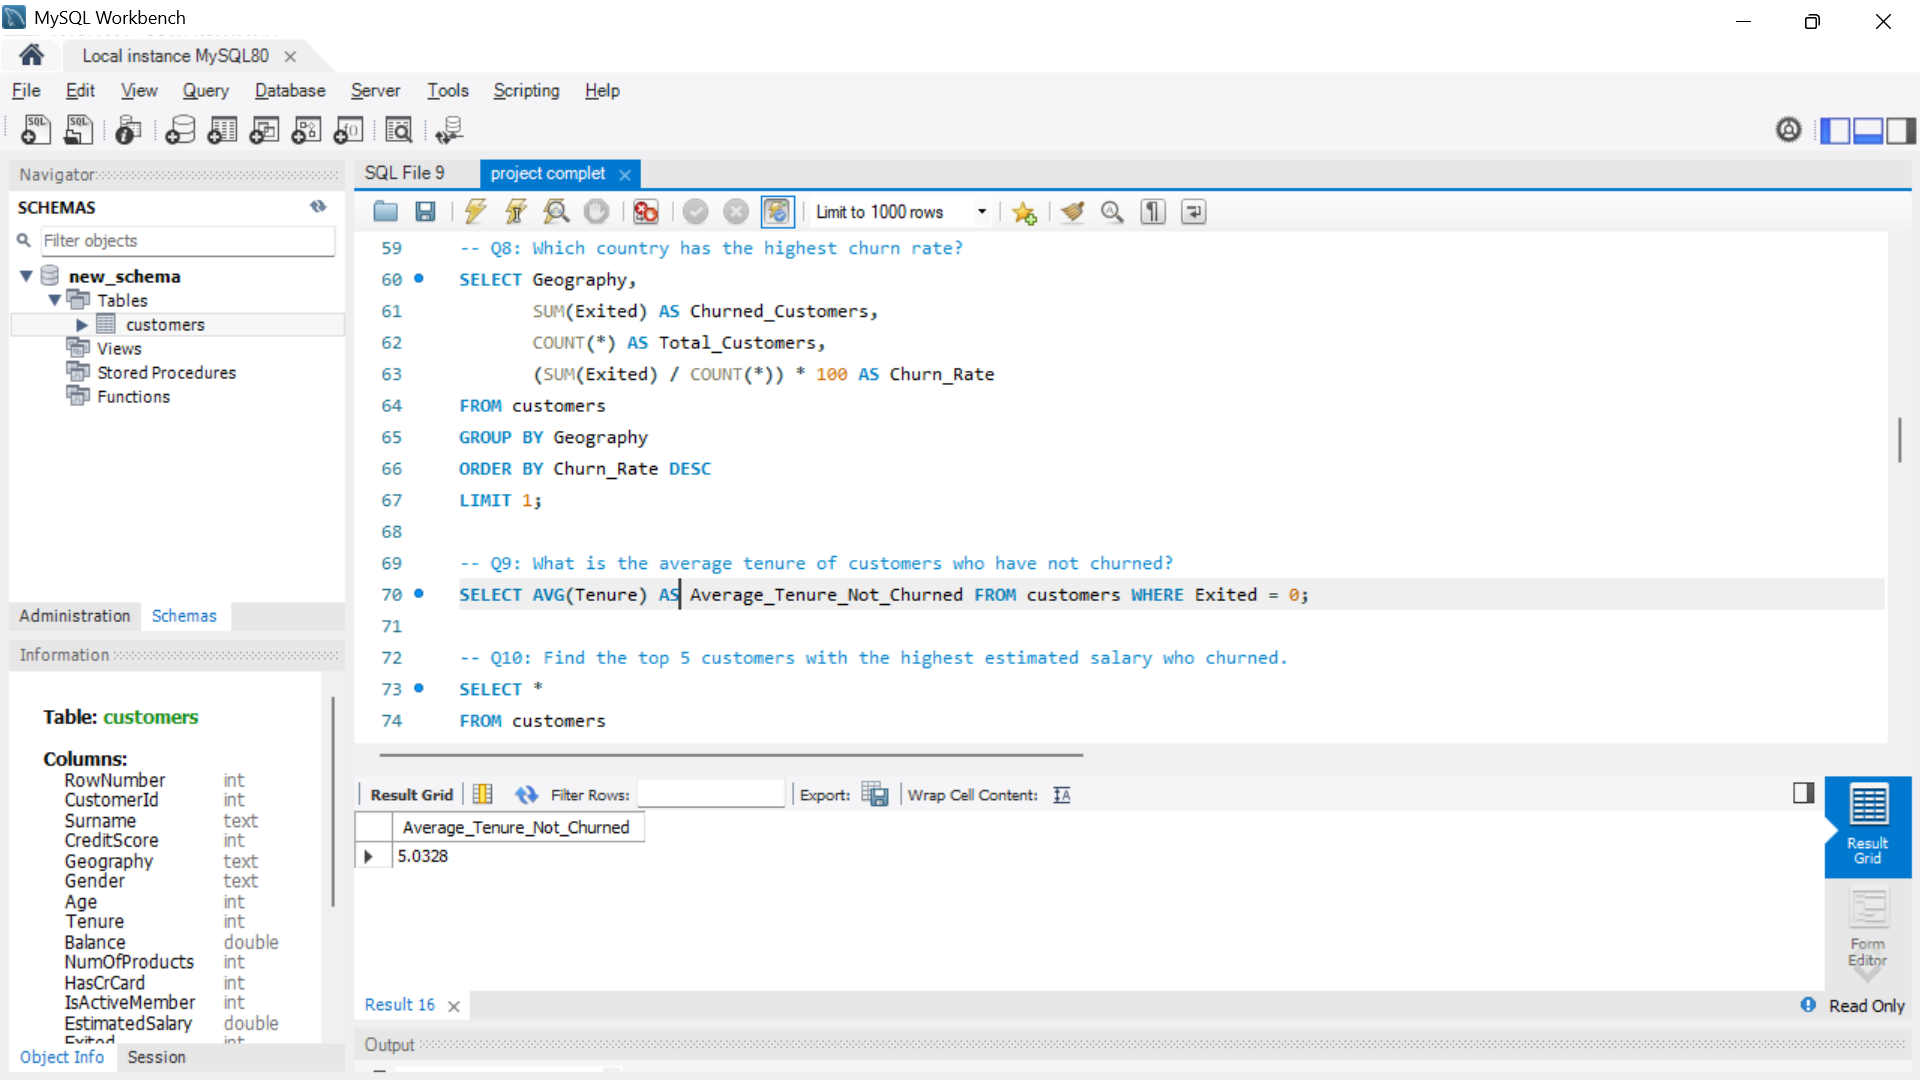 MySQL Workbench
Local instance MySQL80
File Edit View Query Database Server Tools Scripting Help
Navigator
SCHEMAS
Filter objects
new_schema
Tables
customers
Views
Stored Procedures
Functions
Administration Schemas
Information
Table: customers
Columns:
RowNumber int
CustomerId int
Surname text
CreditScore int
Geography text
Gender text
Age int
Tenure int
Balance double
NumOfProducts int
HasCrCard int
IsActiveMember int
EstimatedSalary double
Exited int
Object Info Session
SQL File 9 project complet
Limit to 1000 rows
59 -- Q8: Which country has the highest churn rate?
60 SELECT Geography,
61 SUM(Exited) AS Churned_Customers,
62 COUNT(*) AS Total_Customers,
63 (SUM(Exited) / COUNT(*)) * 100 AS Churn_Rate
64 FROM customers
65 GROUP BY Geography
66 ORDER BY Churn_Rate DESC
67 LIMIT 1;
68
69 -- Q9: What is the average tenure of customers who have not churned?
70 SELECT AVG(Tenure) AS Average_Tenure_Not_Churned FROM customers WHERE Exited = 0;
71
72 -- Q10: Find the top 5 customers with the highest estimated salary who churned.
73 SELECT *
74 FROM customers
Result Grid Filter Rows: Export: Wrap Cell Content:
Average_Tenure_Not_Churned
5.0328
Result
Grid
Form
Editor
Result 16
Read Only
Output